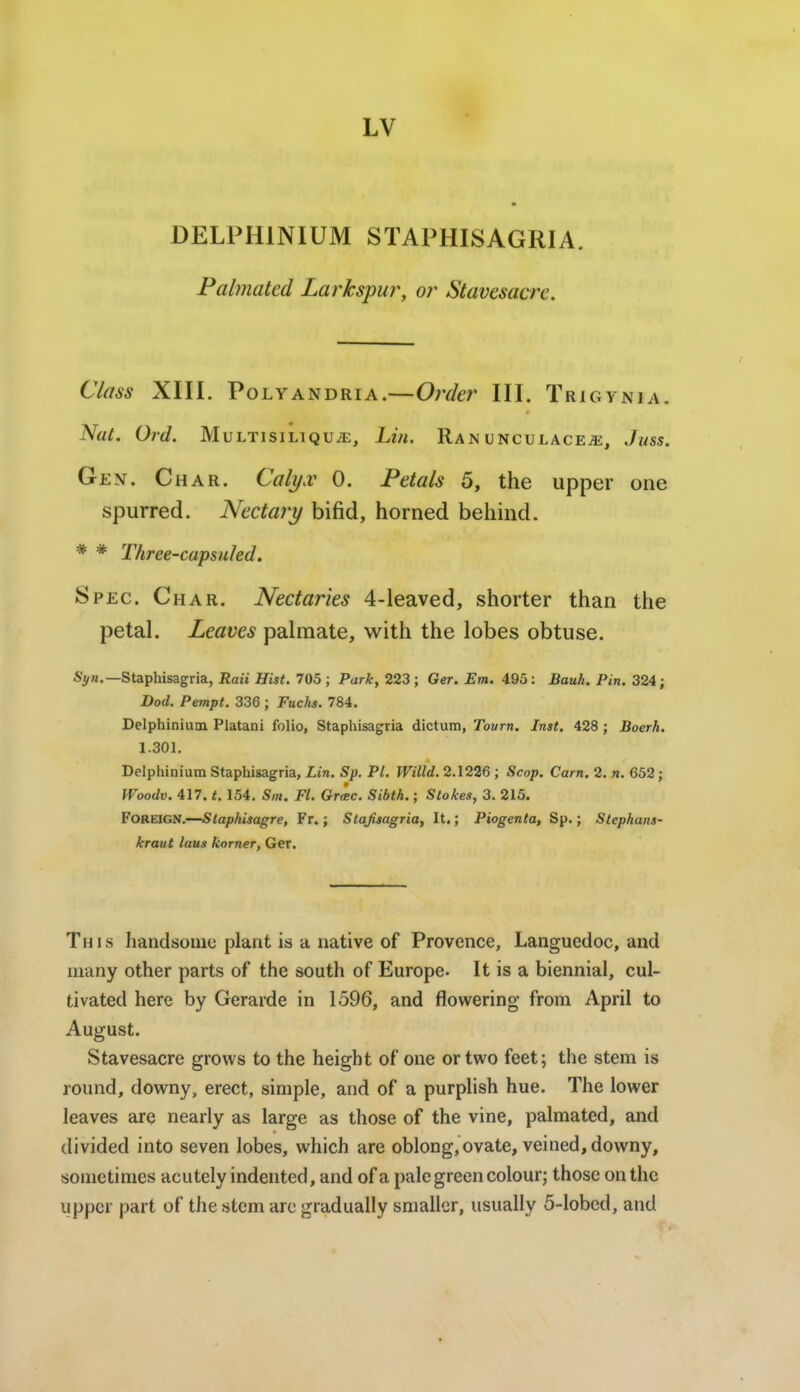 LV
DELPHINIUM STAPHISAGRIA.
Palmated Larkspur, or Stavesacre.
Class XIII. Polyandria.—Order III. Trigynia.
Nat. Ord. Multisiliquæ, Lin. Ranunculaceæ, Juss.
Gen. Char. Calyx 0. Petals 5, the upper one
spurred. Nectary bifid, horned behind.
* * Three-capsuled.
Spec. Char. Nectaries 4-leaved, shorter than the
petal. Leaves palmate, with the lobes obtuse.
Syn.—Staphisagria, Raii Hist. 705; Park, 223; Ger. Em. 495: Bauh. Pin. 324;
Dod. Pempt. 336; Fuchs. 784.
Delphinium Platani folio, Staphisagria dictum, Tourn. Inst. 428; Boerh.
1.301.
Delphinium Staphisagria, Lin. Sp. Pl. Willd. 2.1226; Scop. Carn. 2. n. 652;
Woodv. 417. t. 154. Sm. Fl. Græc. Sibth.; Stokes, 3. 215.
Foreign.—Staphisagre, Fr.; Stafisagria, It.; Piogenta, Sp.; Stephans-
kraut laus korner, Ger.
This handsome plant is a native of Provence, Languedoc, and
many other parts of the south of Europe. It is a biennial, cul-
tivated here by Gerarde in 1596, and flowering from April to
August.
Stavesacre grows to the height of one or two feet; the stem is
round, downy, erect, simple, and of a purplish hue. The lower
leaves are nearly as large as those of the vine, palmated, and
divided into seven lobes, which are oblong, ovate, veined, downy,
sometimes acutely indented, and of a pale green colour; those on the
upper part of the stem are gradually smaller, usually 5-lobed, and